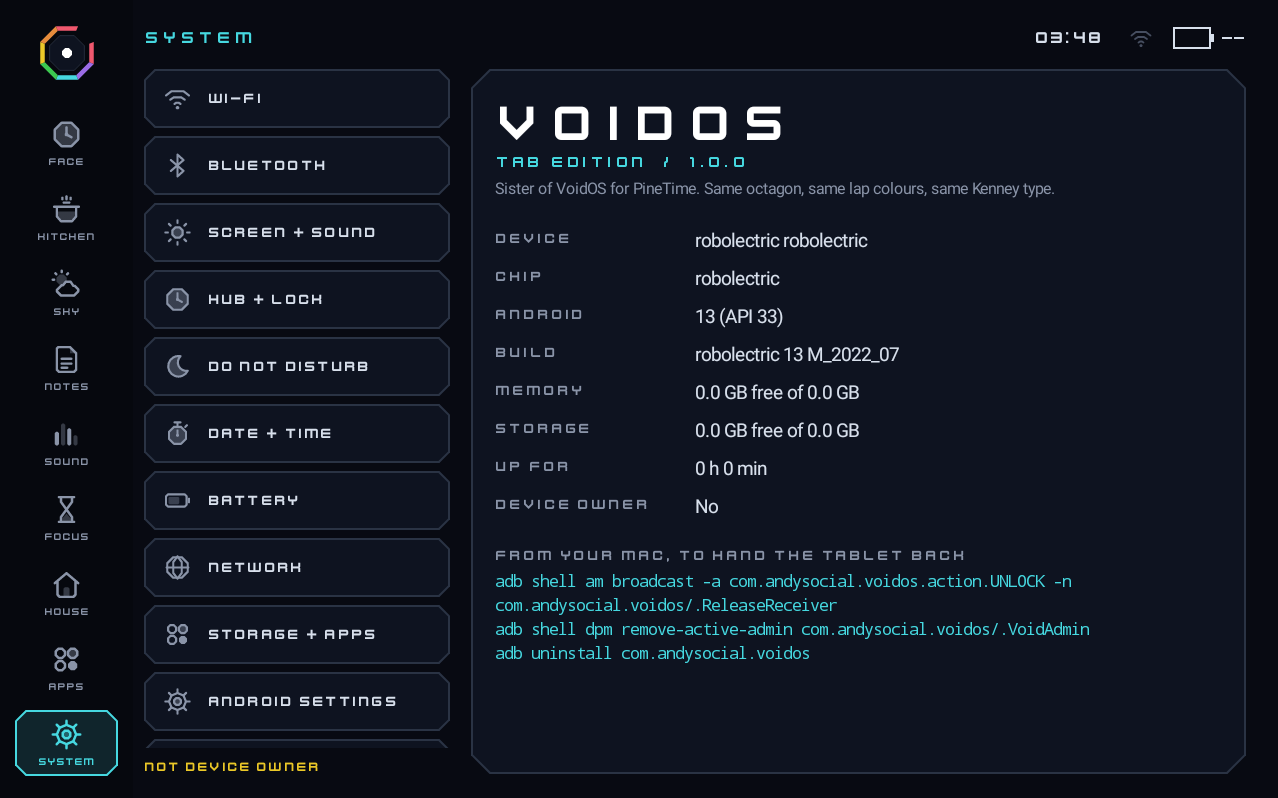 SYSTEM
03:48
--
FACE
KITCHEN
SKY
NOTES
SOUND
FOCUS
HOUSE
APPS
SYSTEM
WI-FI
BLUETOOTH
SCREEN + SOUND
HUB + LOCK
DO NOT DISTURB
DATE + TIME
BATTERY
NETWORK
STORAGE + APPS
ANDROID SETTINGS
NOT DEVICE OWNER
VOIDOS
TAB EDITION / 1.0.0
Sister of VoidOS for PineTime. Same octagon, same lap colours, same Kenney type.
DEVICE robolectric robolectric
CHIP robolectric
ANDROID 13 (API 33)
BUILD robolectric 13 M_2022_07
MEMORY 0.0 GB free of 0.0 GB
STORAGE 0.0 GB free of 0.0 GB
UP FOR 0 h 0 min
DEVICE OWNER No
FROM YOUR MAC, TO HAND THE TABLET BACK
adb shell am broadcast -a com.andysocial.voidos.action.UNLOCK -n
com.andysocial.voidos/.ReleaseReceiver
adb shell dpm remove-active-admin com.andysocial.voidos/.VoidAdmin
adb uninstall com.andysocial.voidos